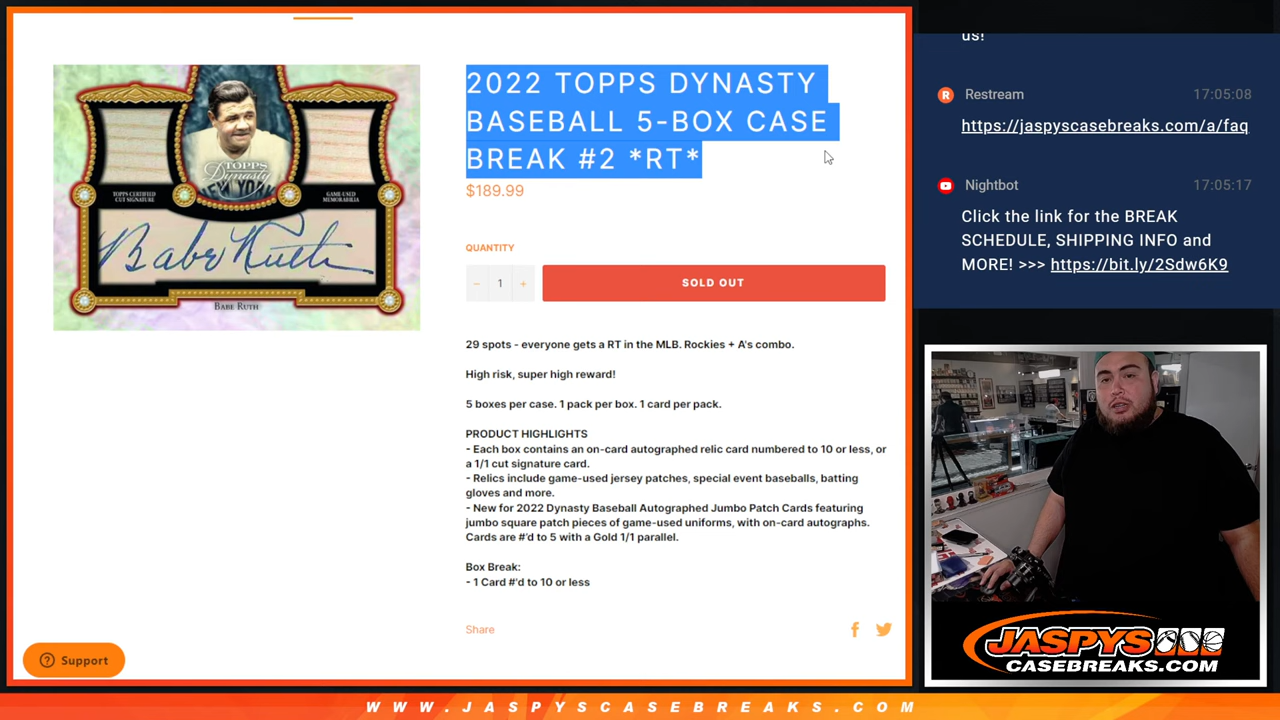 2022 TOPPS DYNASTY
BASEBALL 5-BOX CASE
BREAK #2 *RT*
$189.99
QUANTITY
− 1 +
SOLD OUT
29 spots - everyone gets a RT in the MLB. Rockies + A's combo.
High risk, super high reward!
5 boxes per case. 1 pack per box. 1 card per pack.
PRODUCT HIGHLIGHTS
- Each box contains an on-card autographed relic card numbered to 10 or less, or
a 1/1 cut signature card.
- Relics include game-used jersey patches, special event baseballs, batting
gloves and more.
- New for 2022 Dynasty Baseball Autographed Jumbo Patch Cards featuring
jumbo square patch pieces of game-used uniforms, with on-card autographs.
Cards are #'d to 5 with a Gold 1/1 parallel.
Box Break:
- 1 Card #'d to 10 or less
Share
TOPPS
Dynasty
NEW YORK
TOPPS CERTIFIED
CUT SIGNATURE
GAME-USED
MEMORABILIA
Babe Ruth
BABE RUTH
Support
us!
Restream 17:05:08
https://jaspyscasebreaks.com/a/faq
Nightbot 17:05:17
Click the link for the BREAK
SCHEDULE, SHIPPING INFO and
MORE! >>> https://bit.ly/2Sdw6K9
JASPYS
CASEBREAKS.COM
WWW.JASPYSCASEBREAKS.COM